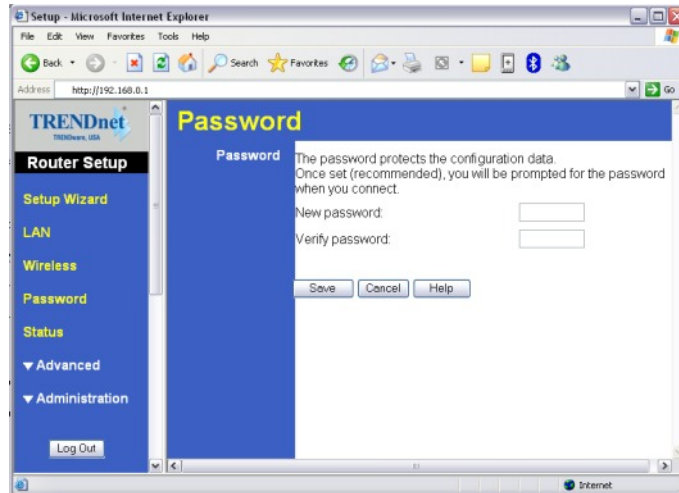 Setup - Microsoft Internet Explorer
File Edit View Favorites Tools Help
Back Search Favorites
Address http://192.168.0.1 Go
TRENDnet
TRENDware, USA
Router Setup
Setup Wizard
LAN
Wireless
Password
Status
Advanced
Administration
Log Out
Password
Password
The password protects the configuration data.
Once set (recommended), you will be prompted for the password
when you connect.
New password:
Verify password:
Save Cancel Help
Internet